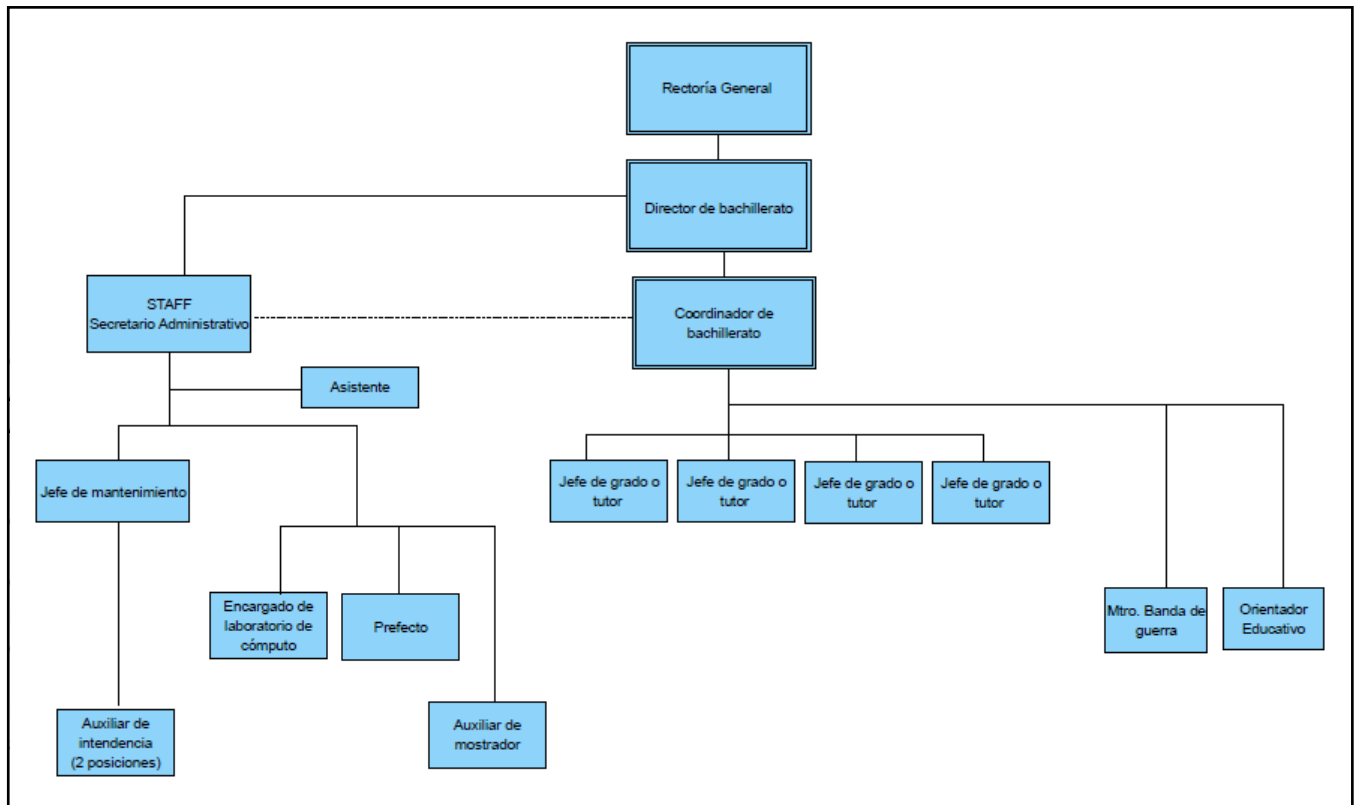 Rectoría General
Director de bachillerato
STAFF
Secretario Administrativo
Coordinador de
bachillerato
Asistente
Jefe de mantenimiento
Jefe de grado o
tutor
Jefe de grado o
tutor
Jefe de grado o
tutor
Jefe de grado o
tutor
Encargado de
laboratorio de
cómputo
Prefecto
Mtro. Banda de
guerra
Orientador
Educativo
Auxiliar de
intendencia
(2 posiciones)
Auxiliar de
mostrador